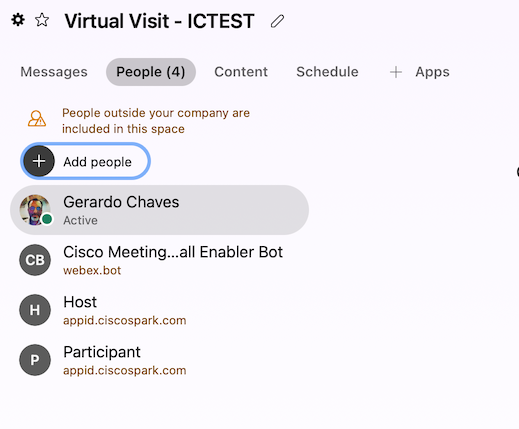 Virtual Visit - ICTEST
Messages People (4) Content Schedule + Apps
People outside your company are
included in this space
+ Add people
Gerardo Chaves
Active
CB Cisco Meeting...all Enabler Bot
webex.bot
H Host
appid.ciscospark.com
P Participant
appid.ciscospark.com